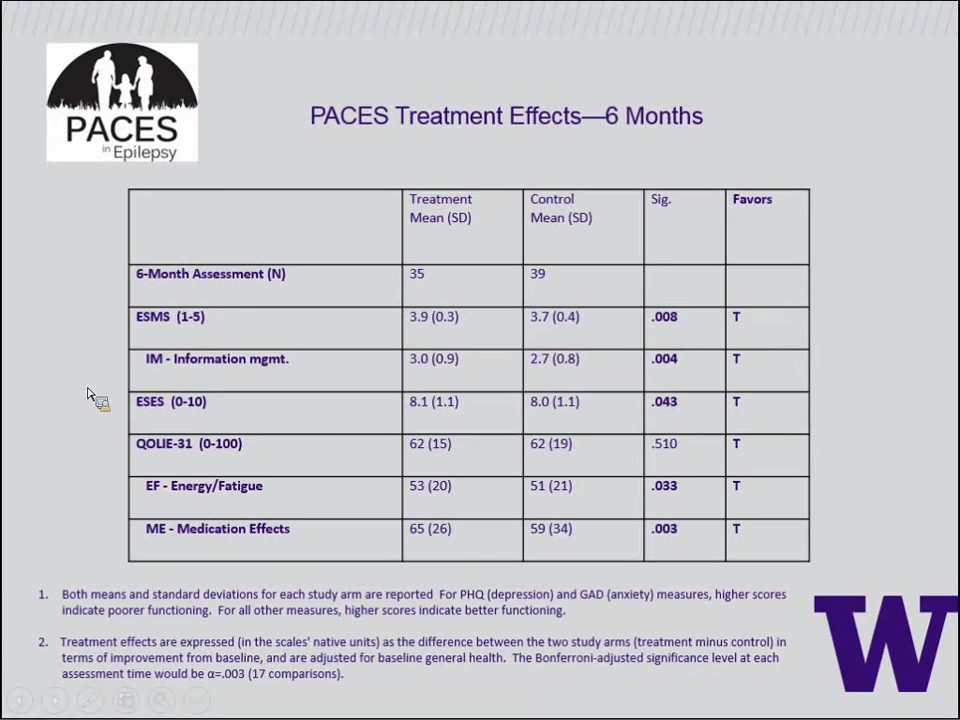 PACES
in Epilepsy
PACES Treatment Effects—6 Months
Treatment Mean (SD) Control Mean (SD) Sig. Favors
6-Month Assessment (N) 35 39
ESMS (1-5) 3.9 (0.3) 3.7 (0.4) .008 T
IM - Information mgmt. 3.0 (0.9) 2.7 (0.8) .004 T
ESES (0-10) 8.1 (1.1) 8.0 (1.1) .043 T
QOLIE-31 (0-100) 62 (15) 62 (19) .510 T
EF - Energy/Fatigue 53 (20) 51 (21) .033 T
ME - Medication Effects 65 (26) 59 (34) .003 T
1. Both means and standard deviations for each study arm are reported For PHQ (depression) and GAD (anxiety) measures, higher scores
indicate poorer functioning. For all other measures, higher scores indicate better functioning.
2. Treatment effects are expressed (in the scales' native units) as the difference between the two study arms (treatment minus control) in
terms of improvement from baseline, and are adjusted for baseline general health. The Bonferroni-adjusted significance level at each
assessment time would be α=.003 (17 comparisons).
W